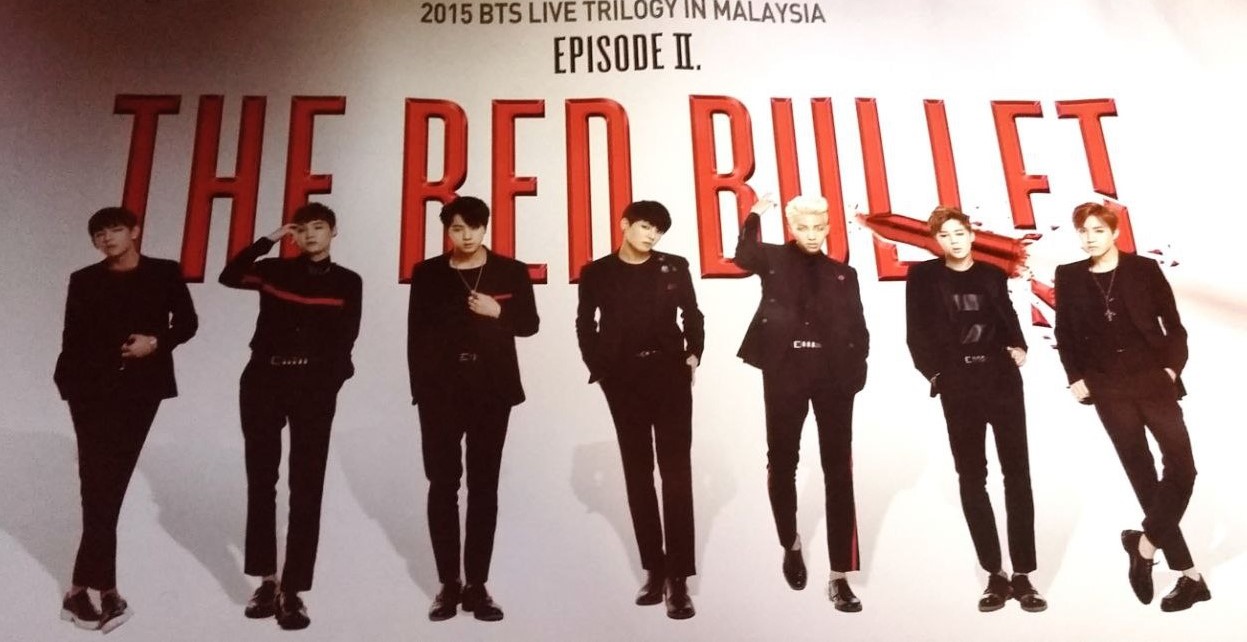 2015 BTS LIVE TRILOGY IN MALAYSIA
EPISODE II.
THE RED BULLET